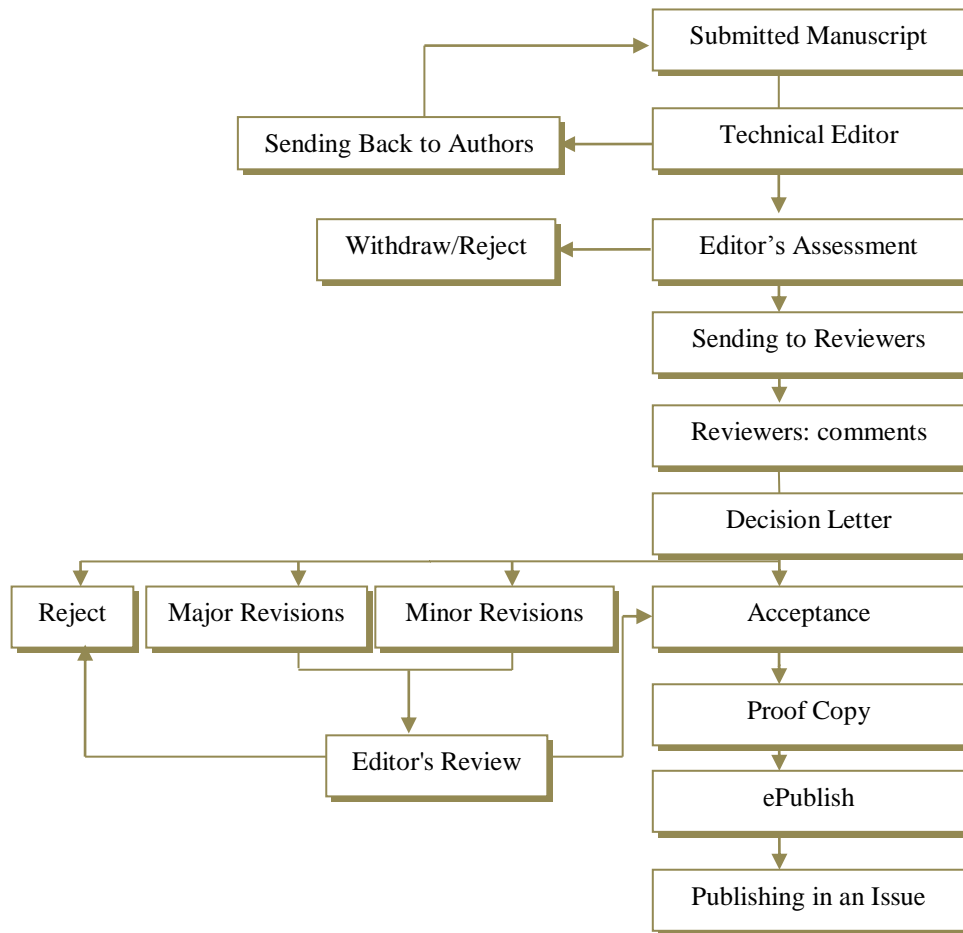 Submitted Manuscript
Sending Back to Authors
Technical Editor
Withdraw/Reject
Editor’s Assessment
Sending to Reviewers
Reviewers: comments
Decision Letter
Reject
Major Revisions
Minor Revisions
Acceptance
Proof Copy
Editor's Review
ePublish
Publishing in an Issue